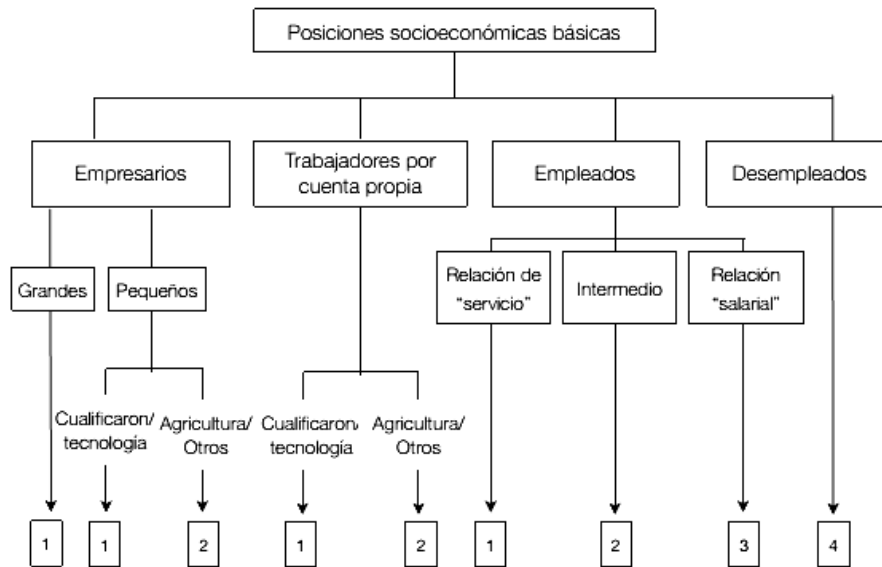 Posiciones socioeconómicas básicas
Empresarios
Trabajadores por
cuenta propia
Empleados
Desempleados
Grandes
Pequeños
Relación de
“servicio”
Intermedio
Relación
“salarial”
Cualificaron/
tecnología
Agricultura/
Otros
Cualificaron/
tecnología
Agricultura/
Otros
1
1
2
1
2
1
2
3
4